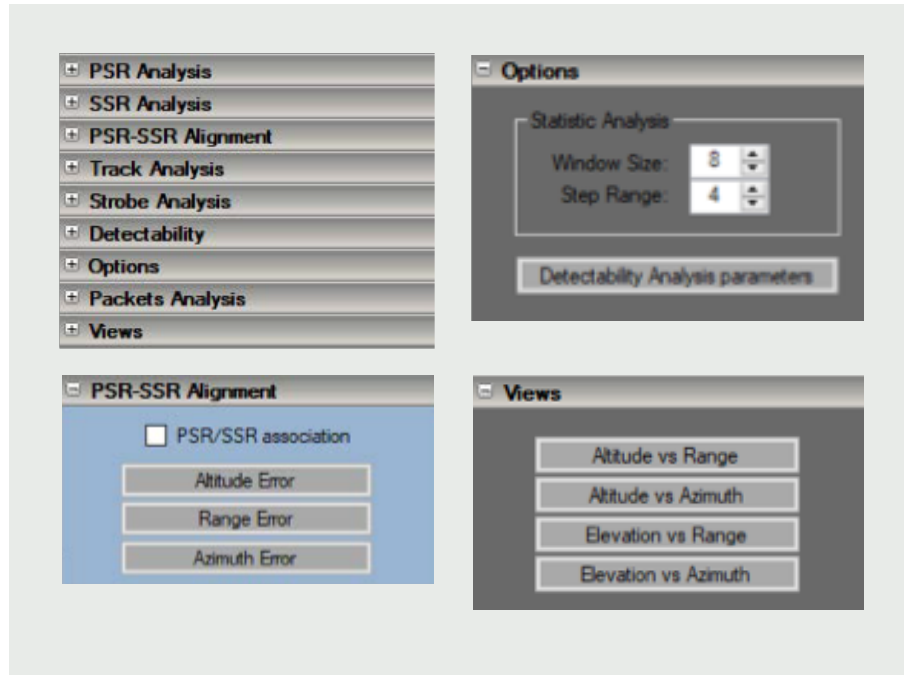 PSR Analysis
SSR Analysis
PSR-SSR Alignment
Track Analysis
Strobe Analysis
Detectability
Options
Packets Analysis
Views
Options
Statistic Analysis
Window Size: 8
Step Range: 4
Detectability Analysis parameters
PSR-SSR Alignment
PSR/SSR association
Altitude Error
Range Error
Azimuth Error
Views
Altitude vs Range
Altitude vs Azimuth
Elevation vs Range
Elevation vs Azimuth